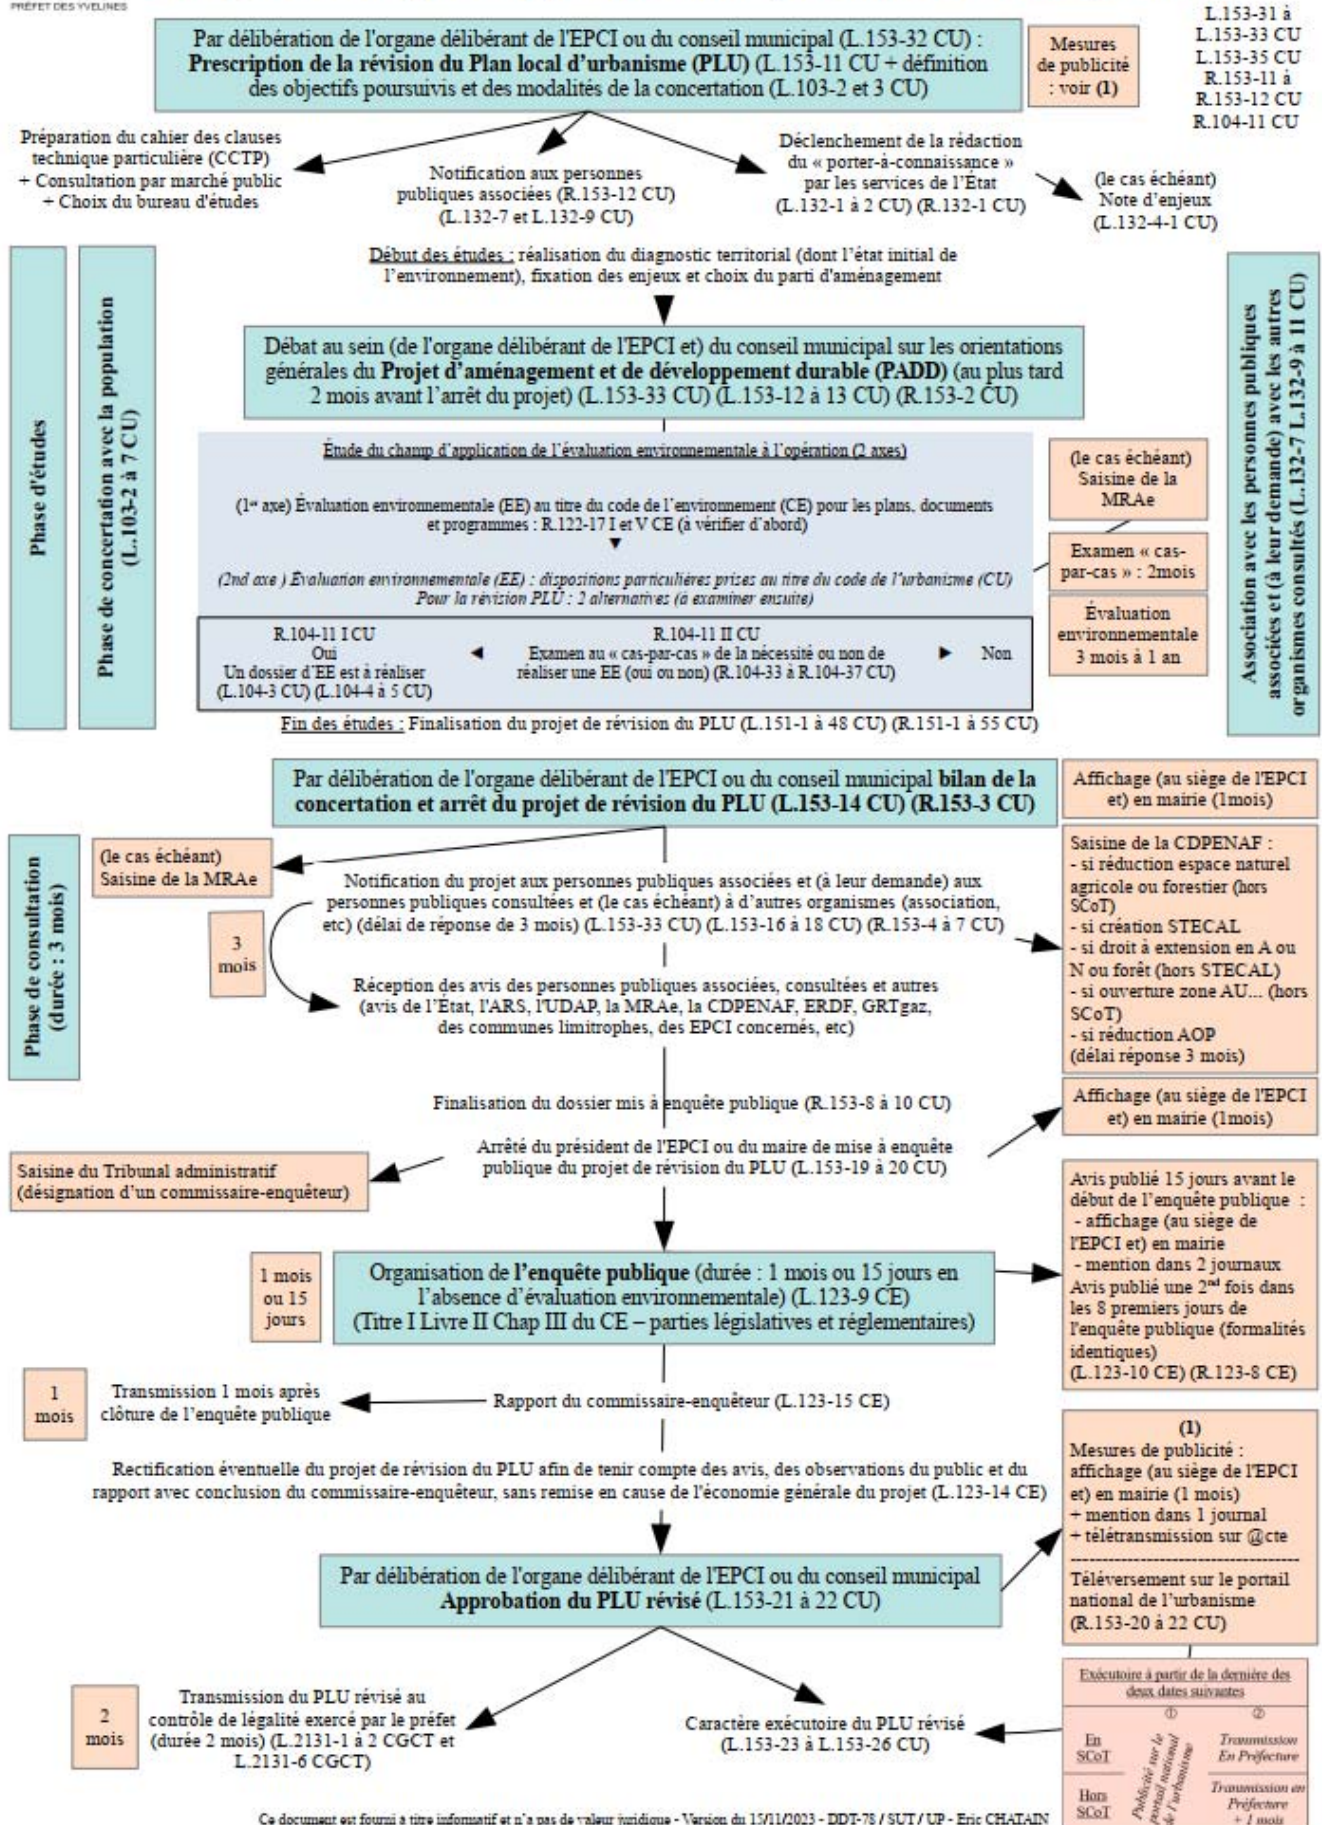 PRÉFET DES YVELINES
L.153-31 à
L.153-33 CU
L.153-35 CU
R.153-11 à
R.153-12 CU
R.104-11 CU
Par délibération de l'organe délibérant de l'EPCI ou du conseil municipal (L.153-32 CU) :
Prescription de la révision du Plan local d'urbanisme (PLU) (L.153-11 CU + définition
des objectifs poursuivis et des modalités de la concertation (L.103-2 et 3 CU)
Mesures
de publicité
: voir (1)
Préparation du cahier des clauses
technique particulière (CCTP)
+ Consultation par marché public
+ Choix du bureau d'études
Notification aux personnes
publiques associées (R.153-12 CU)
(L.132-7 et L.132-9 CU)
Déclenchement de la rédaction
du « porter-à-connaissance »
par les services de l'État
(L.132-1 à 2 CU) (R.132-1 CU)
(le cas échéant)
Note d'enjeux
(L.132-4-1 CU)
Début des études : réalisation du diagnostic territorial (dont l'état initial de
l'environnement), fixation des enjeux et choix du parti d'aménagement
Phase d'études
Phase de concertation avec la population
(L.103-2 à 7 CU)
Association avec les personnes publiques
associées et (à leur demande) avec les autres
organismes consultés (L.132-7 L.132-9 à 11 CU)
Débat au sein (de l'organe délibérant de l'EPCI et) du conseil municipal sur les orientations
générales du Projet d'aménagement et de développement durable (PADD) (au plus tard
2 mois avant l'arrêt du projet) (L.153-33 CU) (L.153-12 à 13 CU) (R.153-2 CU)
Étude du champ d'application de l'évaluation environnementale à l'opération (2 axes)
(1er axe) Évaluation environnementale (EE) au titre du code de l'environnement (CE) pour les plans, documents
et programmes : R.122-17 I et V CE (à vérifier d'abord)
(2nd axe ) Évaluation environnementale (EE) : dispositions particulières prises au titre du code de l'urbanisme (CU)
Pour la révision PLU : 2 alternatives (à examiner ensuite)
R.104-11 I CU
Oui
Un dossier d'EE est à réaliser
(L.104-3 CU) (L.104-4 à 5 CU)
R.104-11 II CU
Examen au « cas-par-cas » de la nécessité ou non de
réaliser une EE (oui ou non) (R.104-33 à R.104-37 CU)
Non
(le cas échéant)
Saisine de la
MRAe
Examen « cas-
par-cas » : 2mois
Évaluation
environnementale
3 mois à 1 an
Fin des études : Finalisation du projet de révision du PLU (L.151-1 à 48 CU) (R.151-1 à 55 CU)
Par délibération de l'organe délibérant de l'EPCI ou du conseil municipal bilan de la
concertation et arrêt du projet de révision du PLU (L.153-14 CU) (R.153-3 CU)
Affichage (au siège de l'EPCI
et) en mairie (1mois)
Phase de consultation
(durée : 3 mois)
(le cas échéant)
Saisine de la MRAe
Notification du projet aux personnes publiques associées et (à leur demande) aux
personnes publiques consultées et (le cas échéant) à d'autres organismes (association,
etc) (délai de réponse de 3 mois) (L.153-33 CU) (L.153-16 à 18 CU) (R.153-4 à 7 CU)
3
mois
Réception des avis des personnes publiques associées, consultées et autres
(avis de l'État, l'ARS, l'UDAP, la MRAe, la CDPENAF, ERDF, GRTgaz,
des communes limitrophes, des EPCI concernés, etc)
Saisine de la CDPENAF :
- si réduction espace naturel
agricole ou forestier (hors
SCoT)
- si création STECAL
- si droit à extension en A ou
N ou forêt (hors STECAL)
- si ouverture zone AU... (hors
SCoT)
- si réduction AOP
(délai réponse 3 mois)
Finalisation du dossier mis à enquête publique (R.153-8 à 10 CU)
Affichage (au siège de l'EPCI
et) en mairie (1mois)
Arrêté du président de l'EPCI ou du maire de mise à enquête
publique du projet de révision du PLU (L.153-19 à 20 CU)
Saisine du Tribunal administratif
(désignation d'un commissaire-enquêteur)
Avis publié 15 jours avant le
début de l'enquête publique :
- affichage (au siège de
l'EPCI et) en mairie
- mention dans 2 journaux
Avis publié une 2nd fois dans
les 8 premiers jours de
l'enquête publique (formalités
identiques)
(L.123-10 CE) (R.123-8 CE)
1 mois
ou 15
jours
Organisation de l'enquête publique (durée : 1 mois ou 15 jours en
l'absence d'évaluation environnementale) (L.123-9 CE)
(Titre I Livre II Chap III du CE – parties législatives et réglementaires)
1
mois
Transmission 1 mois après
clôture de l'enquête publique
Rapport du commissaire-enquêteur (L.123-15 CE)
Rectification éventuelle du projet de révision du PLU afin de tenir compte des avis, des observations du public et du
rapport avec conclusion du commissaire-enquêteur, sans remise en cause de l'économie générale du projet (L.123-14 CE)
(1)
Mesures de publicité :
affichage (au siège de l'EPCI
et) en mairie (1 mois)
+ mention dans 1 journal
+ télétransmission sur @cte
Téléversement sur le portail
national de l'urbanisme
(R.153-20 à 22 CU)
Par délibération de l'organe délibérant de l'EPCI ou du conseil municipal
Approbation du PLU révisé (L.153-21 à 22 CU)
2
mois
Transmission du PLU révisé au
contrôle de légalité exercé par le préfet
(durée 2 mois) (L.2131-1 à 2 CGCT et
L.2131-6 CGCT)
Caractère exécutoire du PLU révisé
(L.153-23 à L.153-26 CU)
Exécutoire à partir de la dernière des
deux dates suivantes
① ②
En
SCoT
Publicité sur le
portail national
de l'urbanisme
Transmission
En Préfecture
Hors
SCoT
Transmission en
Préfecture
+ 1 mois
Ce document est fourni à titre informatif et n'a pas de valeur juridique - Version du 15/11/2023 - DDT-78 / SUT / UP - Eric CHATAIN